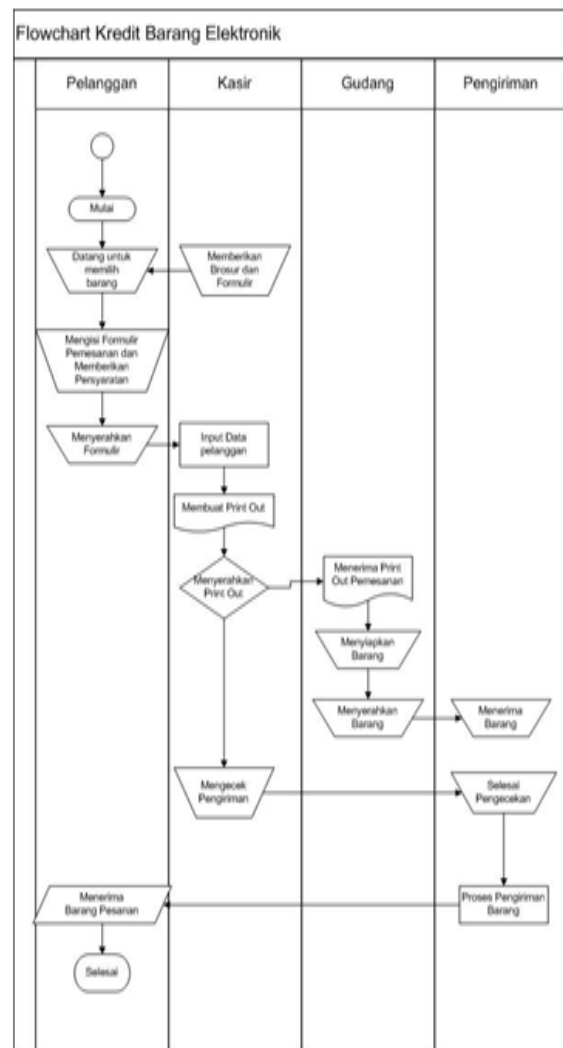 Flowchart Kredit Barang Elektronik
Pelanggan
Kasir
Gudang
Pengiriman
Mulai
Datang untuk
memilih
barang
Memberikan
Brosur dan
Formulir
Mengisi Formulir
Pemesanan dan
Memberikan
Persyaratan
Menyerahkan
Formulir
Input Data
pelanggan
Membuat Print Out
Menyerahkan
Print Out
Menerima Print
Out Pemesanan
Menyiapkan
Barang
Menyerahkan
Barang
Menerima
Barang
Mengecek
Pengiriman
Selesai
Pengecekan
Proses Pengiriman
Barang
Menerima
Barang Pesanan
Selesai